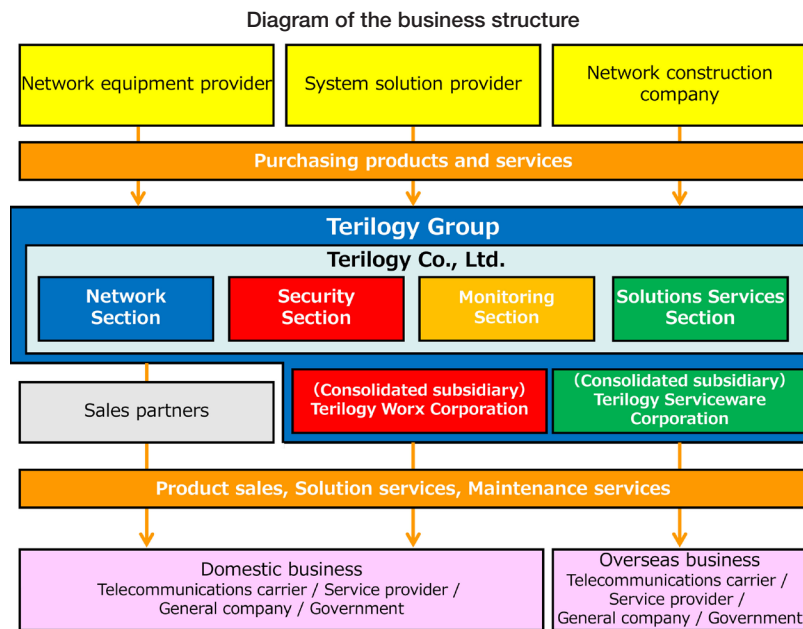 Diagram of the business structure
Network equipment provider
System solution provider
Network construction
company
Purchasing products and services
Terilogy Group
Terilogy Co., Ltd.
Network
Section
Security
Section
Monitoring
Section
Solutions Services
Section
Sales partners
(Consolidated subsidiary)
Terilogy Worx Corporation
(Consolidated subsidiary)
Terilogy Serviceware
Corporation
Product sales, Solution services, Maintenance services
Domestic business
Telecommunications carrier / Service provider /
General company / Government
Overseas business
Telecommunications carrier /
Service provider /
General company / Government